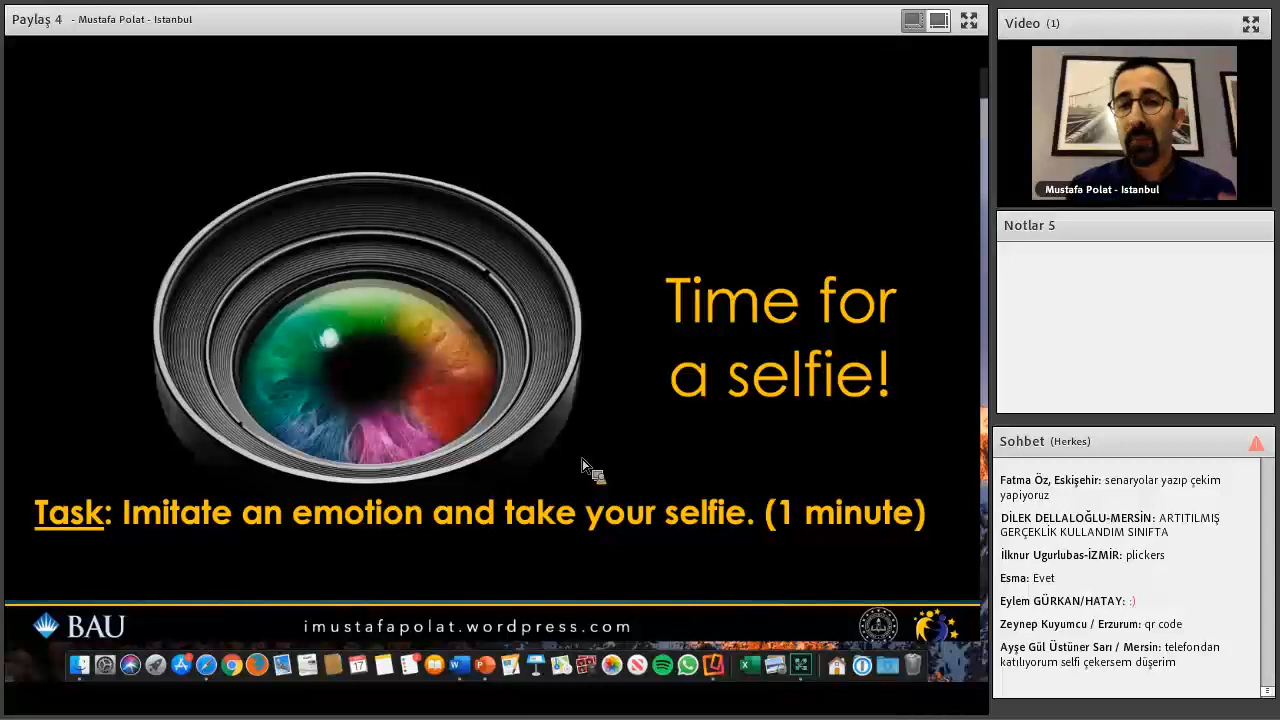 Paylaş 4 - Mustafa Polat - Istanbul
Time for
a selfie!
Task: Imitate an emotion and take your selfie. (1 minute)
BAU
imustafapolat.wordpress.com
17
Video (1)
Mustafa Polat - Istanbul
Notlar 5
Sohbet (Herkes)
Fatma Öz, Eskişehir: senaryolar yazıp çekim
yapıyoruz
DİLEK DELLALOĞLU-MERSİN: ARTITILMIŞ
GERÇEKLİK KULLANDIM SINIFTA
İlknur Ugurlubas-İZMİR: plickers
Esma: Evet
Eylem GÜRKAN/HATAY: :)
Zeynep Kuyumcu / Erzurum: qr code
Ayşe Gül Üstüner Sarı / Mersin: telefondan
katılıyorum selfi çekersem düşerim